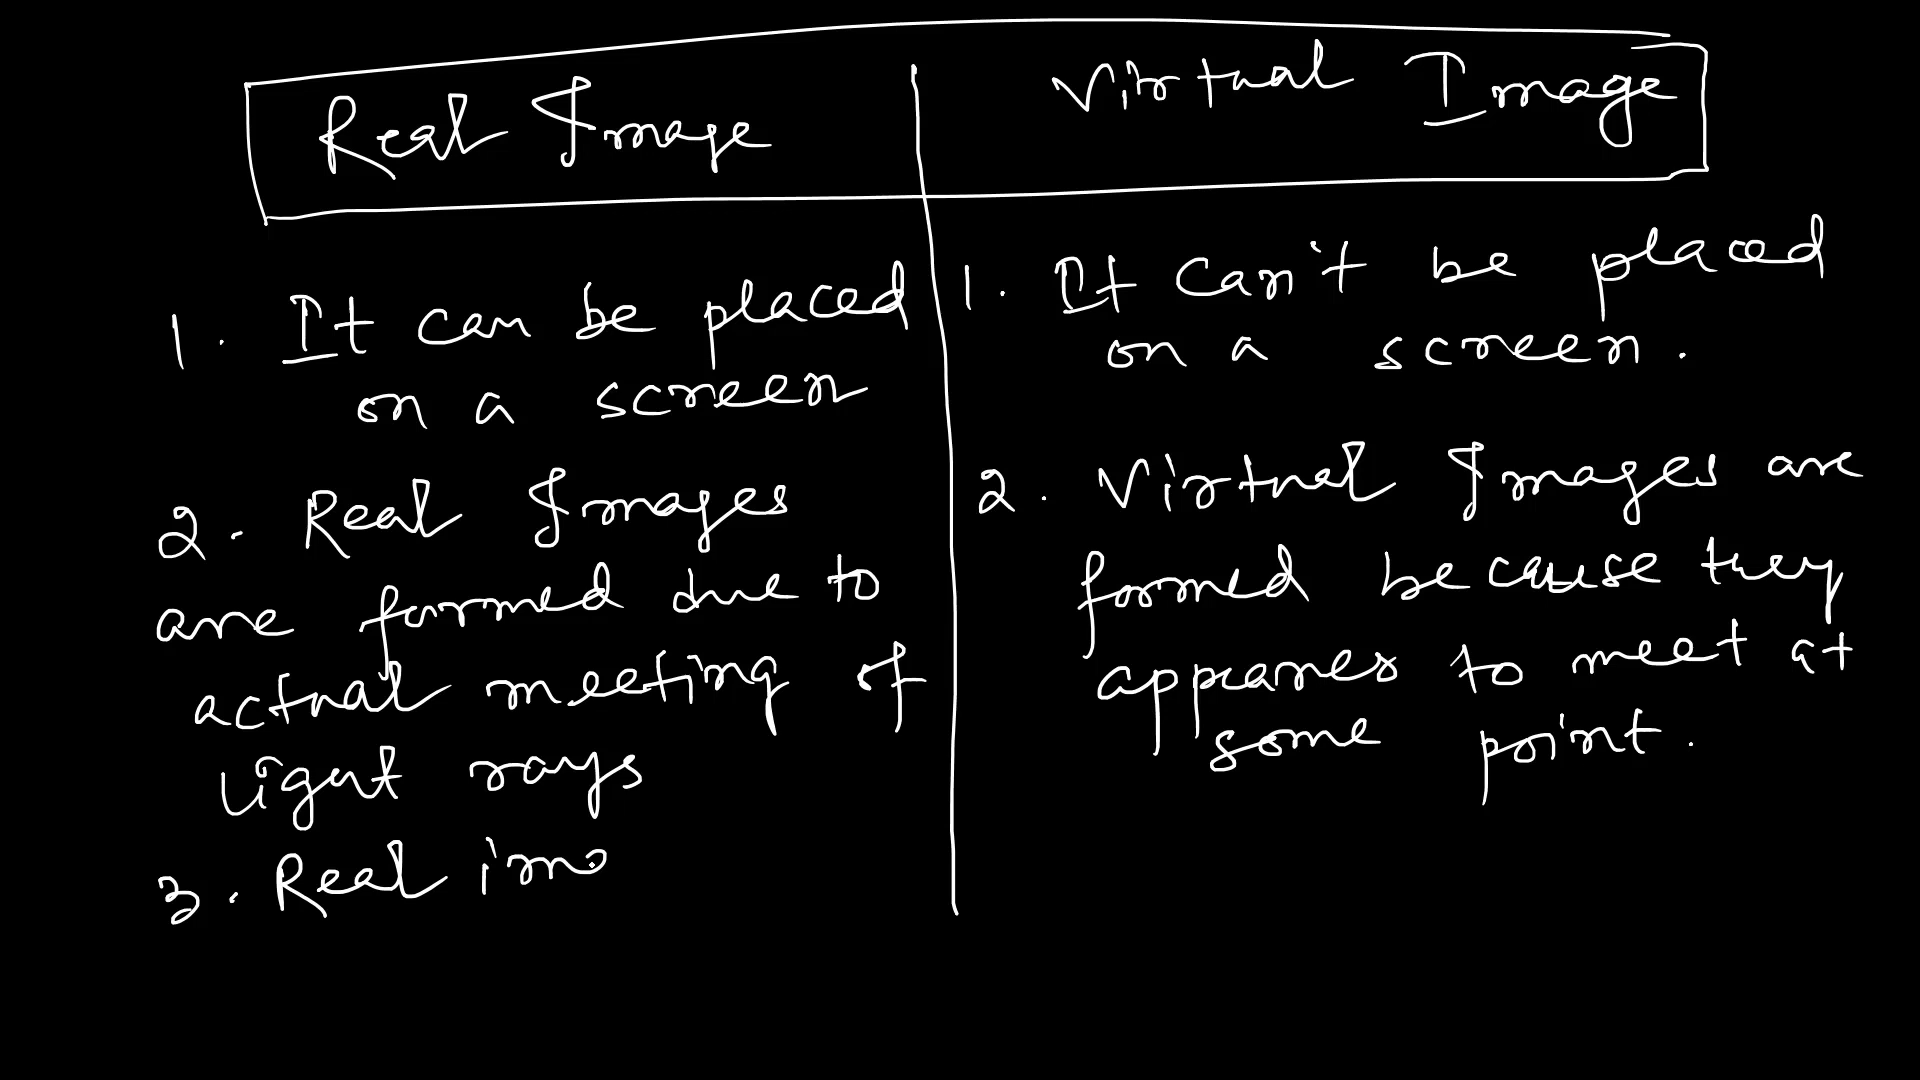 Real Image
Virtual Image
1. It can be placed
on a screen
2. Real Images
are formed due to
actual meeting of
light rays
3. Real ima
1. It can't be placed
on a screen.
2. Virtual Images are
formed because they
appears to meet at
some point.